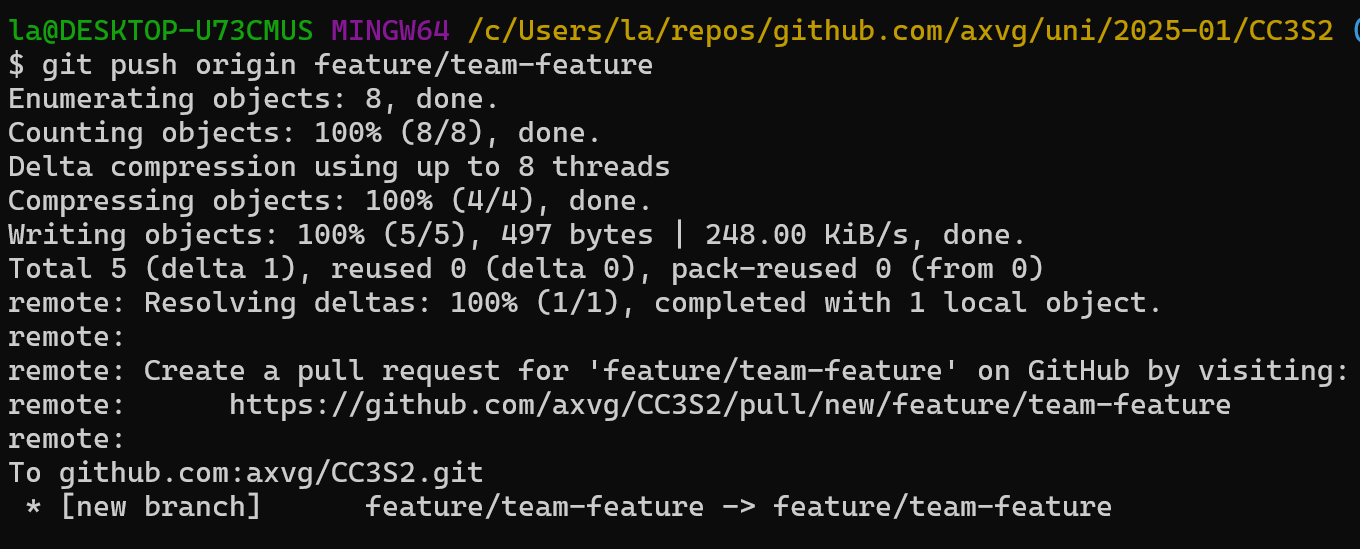 la@DESKTOP-U73CMUS MINGW64 /c/Users/la/repos/github.com/axvg/uni/2025-01/CC3S2 (
$ git push origin feature/team-feature
Enumerating objects: 8, done.
Counting objects: 100% (8/8), done.
Delta compression using up to 8 threads
Compressing objects: 100% (4/4), done.
Writing objects: 100% (5/5), 497 bytes | 248.00 KiB/s, done.
Total 5 (delta 1), reused 0 (delta 0), pack-reused 0 (from 0)
remote: Resolving deltas: 100% (1/1), completed with 1 local object.
remote:
remote: Create a pull request for 'feature/team-feature' on GitHub by visiting:
remote:      https://github.com/axvg/CC3S2/pull/new/feature/team-feature
remote:
To github.com:axvg/CC3S2.git
 * [new branch]      feature/team-feature -> feature/team-feature